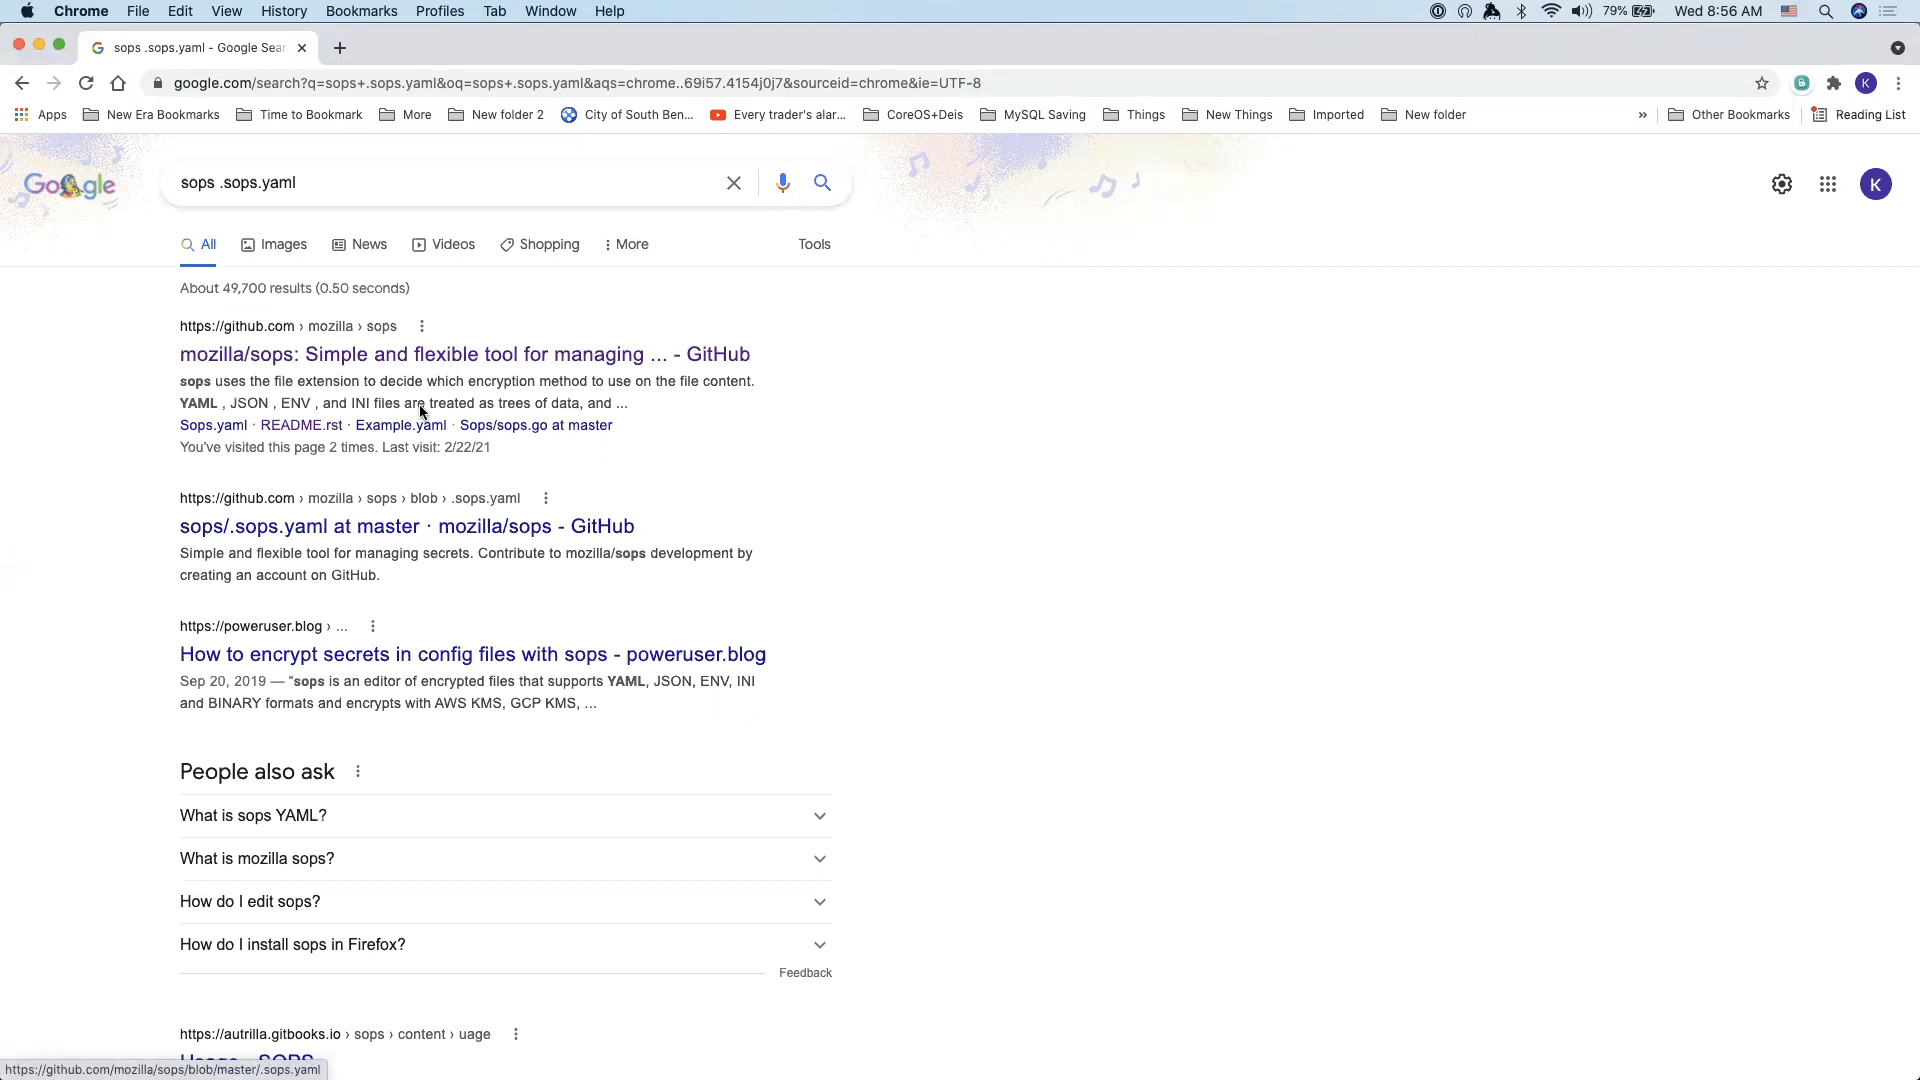 Chrome File Edit View History Bookmarks Profiles Tab Window Help 79% Wed 8:56 AM
sops .sops.yaml - Google Sear
google.com/search?q=sops+.sops.yaml&oq=sops+.sops.yaml&aqs=chrome..69i57.4154j0j7&sourceid=chrome&ie=UTF-8 K
Apps New Era Bookmarks Time to Bookmark More New folder 2 City of South Ben... Every trader's alar... CoreOS+Deis MySQL Saving Things New Things Imported New folder » Other Bookmarks Reading List
Google sops .sops.yaml K
All Images News Videos Shopping More Tools
About 49,700 results (0.50 seconds)
https://github.com › mozilla › sops
mozilla/sops: Simple and flexible tool for managing ... - GitHub
sops uses the file extension to decide which encryption method to use on the file content.
YAML , JSON , ENV , and INI files are treated as trees of data, and ...
Sops.yaml · README.rst · Example.yaml · Sops/sops.go at master
You've visited this page 2 times. Last visit: 2/22/21
https://github.com › mozilla › sops › blob › .sops.yaml
sops/.sops.yaml at master · mozilla/sops - GitHub
Simple and flexible tool for managing secrets. Contribute to mozilla/sops development by
creating an account on GitHub.
https://poweruser.blog › ...
How to encrypt secrets in config files with sops - poweruser.blog
Sep 20, 2019 — “sops is an editor of encrypted files that supports YAML, JSON, ENV, INI
and BINARY formats and encrypts with AWS KMS, GCP KMS, ...
People also ask
What is sops YAML?
What is mozilla sops?
How do I edit sops?
How do I install sops in Firefox?
Feedback
https://autrilla.gitbooks.io › sops › content › uage
Usage - SOPS
https://github.com/mozilla/sops/blob/master/.sops.yaml